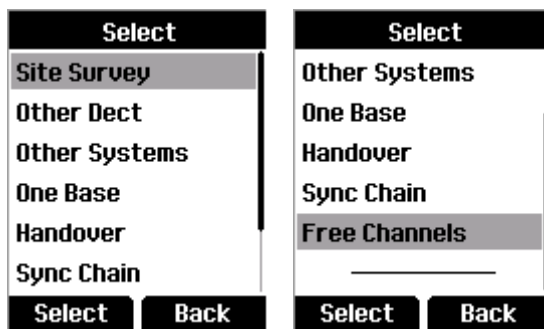 Select
Site Survey
Other Dect
Other Systems
One Base
Handover
Sync Chain
Select Back
Select
Other Systems
One Base
Handover
Sync Chain
Free Channels
Select Back